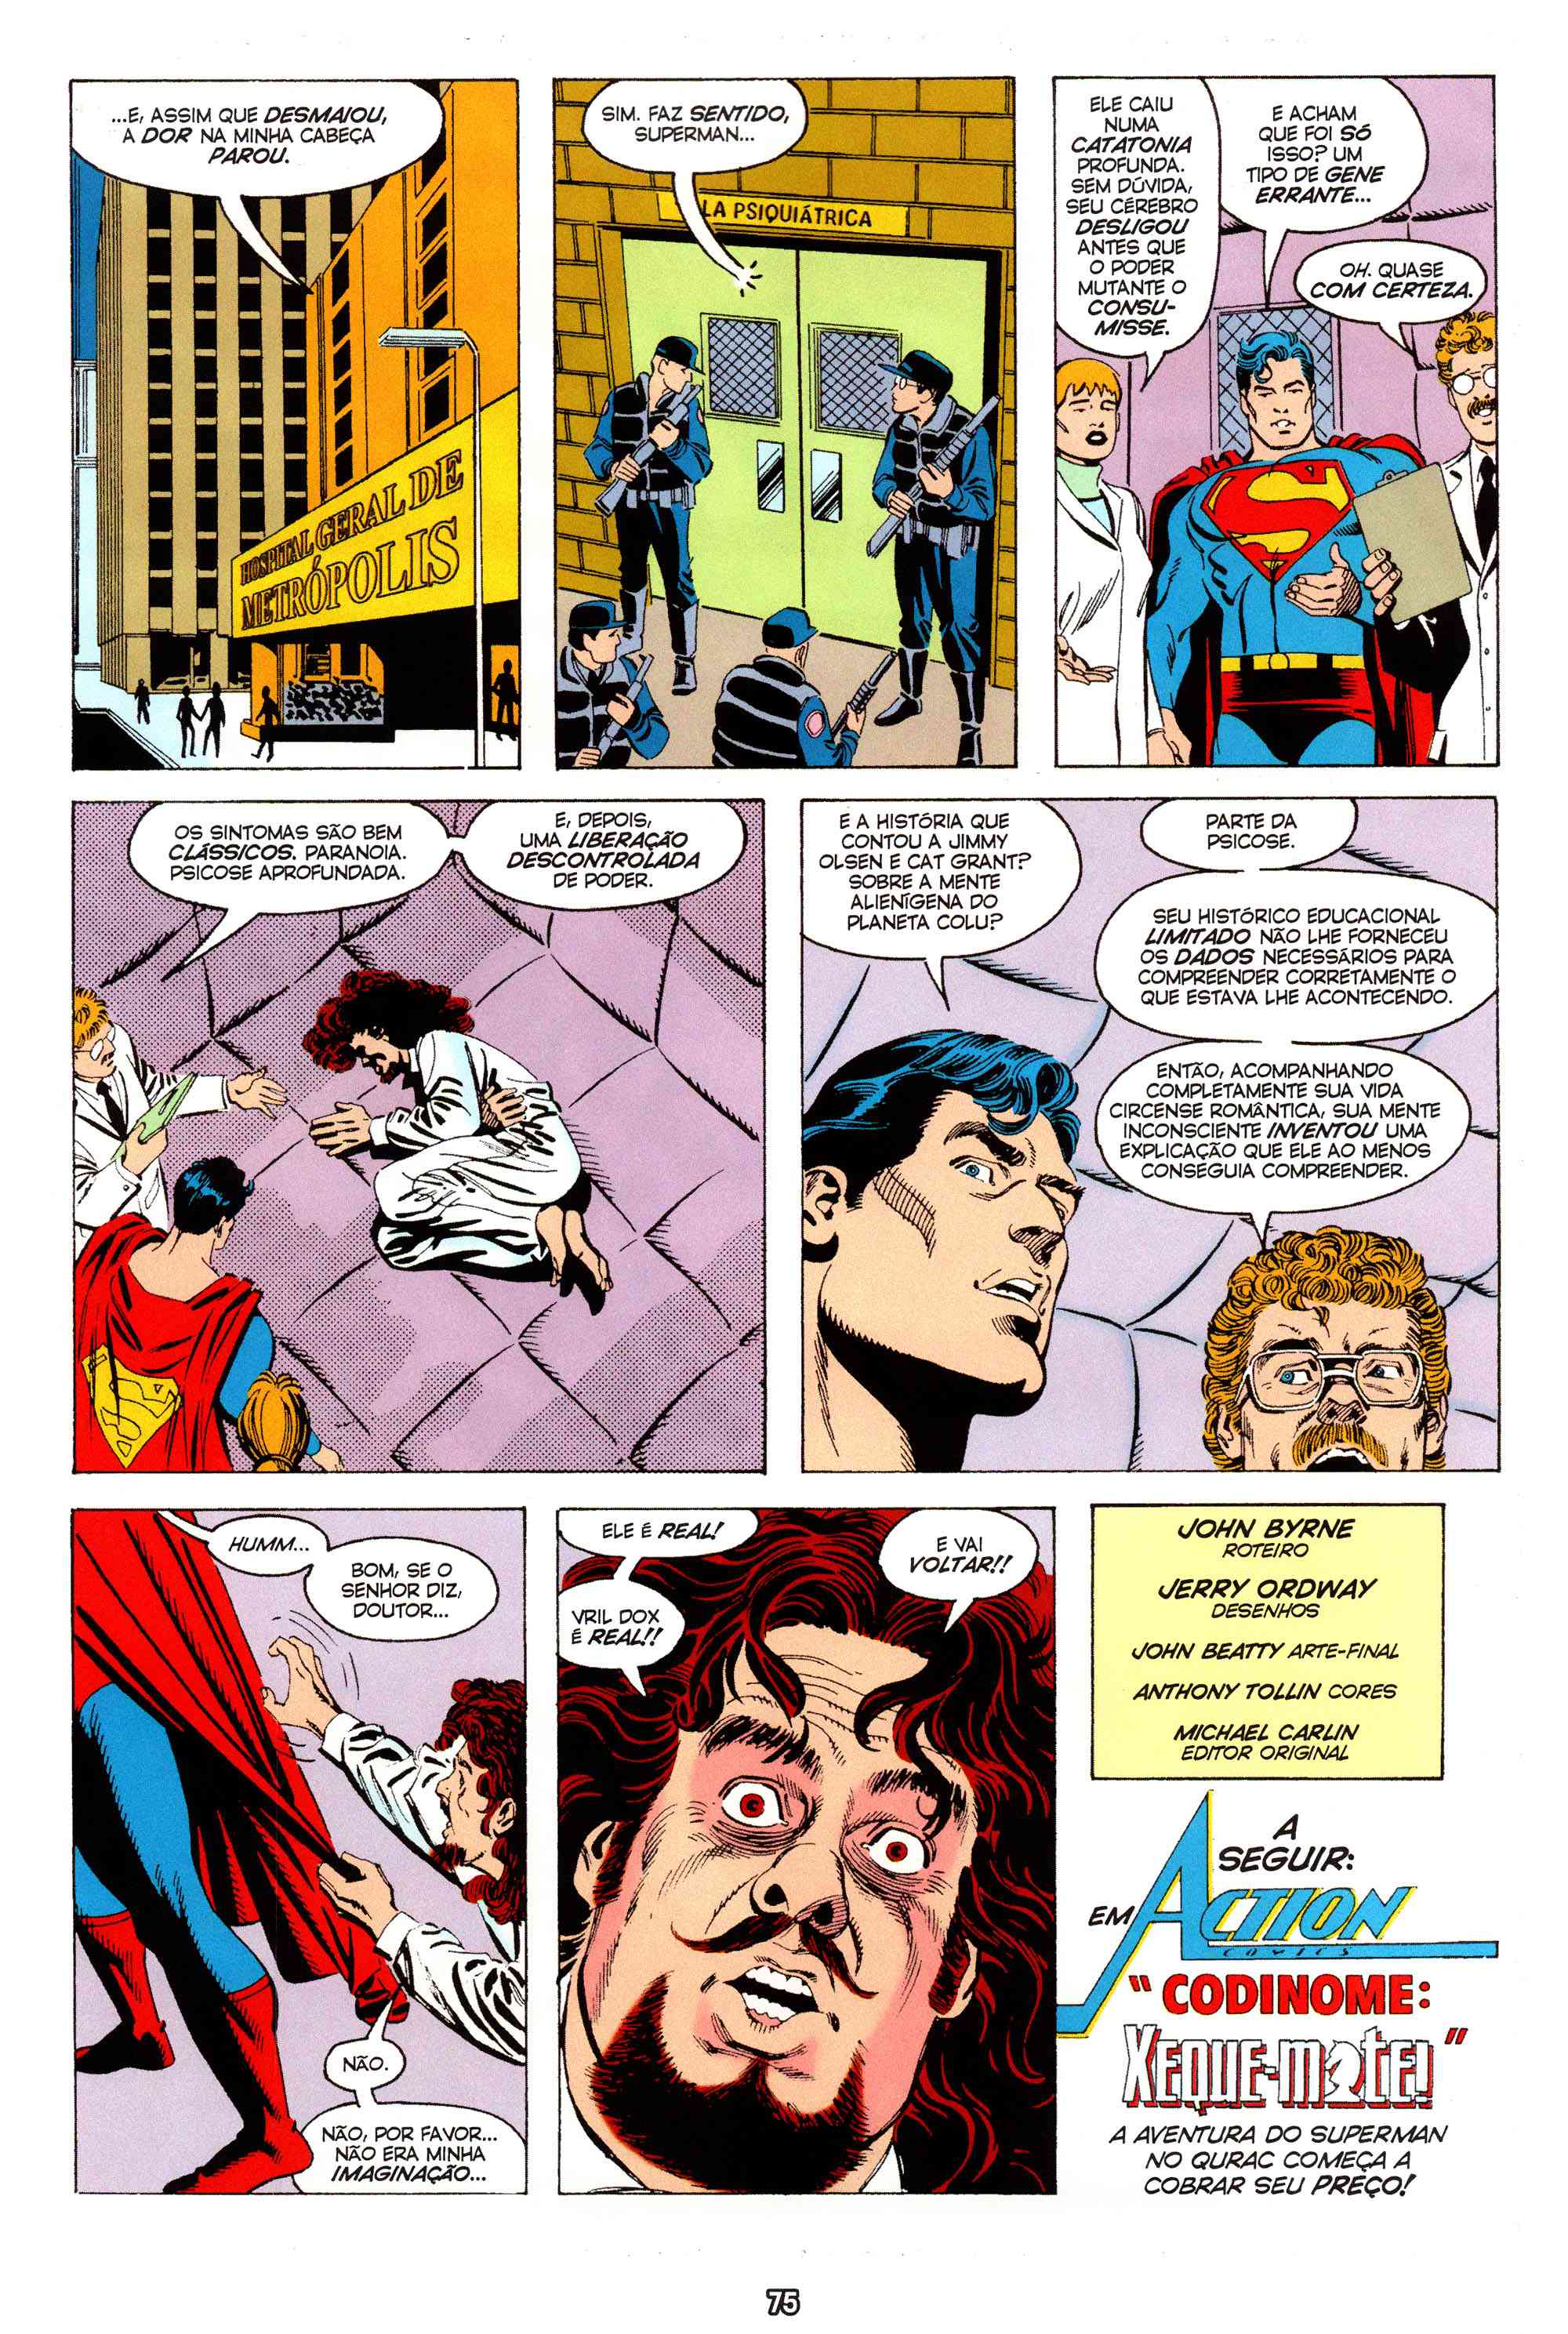 ...E, ASSIM QUE DESMAIOU,
A DOR NA MINHA CABEÇA
PAROU.
HOSPITAL GERAL DE
METRÓPOLIS
SIM. FAZ SENTIDO,
SUPERMAN...
LA PSIQUIÁTRICA
ELE CAIU
NUMA
CATATONIA
PROFUNDA.
SEM DÚVIDA,
SEU CÉREBRO
DESLIGOU
ANTES QUE
O PODER
MUTANTE O
CONSU-
MISSE.
E ACHAM
QUE FOI SÓ
ISSO? UM
TIPO DE GENE
ERRANTE...
OH. QUASE
COM CERTEZA.
OS SINTOMAS SÃO BEM
CLÁSSICOS. PARANOIA.
PSICOSE APROFUNDADA.
E, DEPOIS,
UMA LIBERAÇÃO
DESCONTROLADA
DE PODER.
E A HISTÓRIA QUE
CONTOU A JIMMY
OLSEN E CAT GRANT?
SOBRE A MENTE
ALIENÍGENA DO
PLANETA COLU?
PARTE DA
PSICOSE.
SEU HISTÓRICO EDUCACIONAL
LIMITADO NÃO LHE FORNECEU
OS DADOS NECESSÁRIOS PARA
COMPREENDER CORRETAMENTE O
QUE ESTAVA LHE ACONTECENDO.
ENTÃO, ACOMPANHANDO
COMPLETAMENTE SUA VIDA
CIRCENSE ROMÂNTICA, SUA MENTE
INCONSCIENTE INVENTOU UMA
EXPLICAÇÃO QUE ELE AO MENOS
CONSEGUIA COMPREENDER.
HUMM...
BOM, SE O
SENHOR DIZ,
DOUTOR...
NÃO.
NÃO, POR FAVOR...
NÃO ERA MINHA
IMAGINAÇÃO...
ELE É REAL!
VRIL DOX
É REAL!!
E VAI
VOLTAR!!
JOHN BYRNE
ROTEIRO
JERRY ORDWAY
DESENHOS
JOHN BEATTY ARTE-FINAL
ANTHONY TOLLIN CORES
MICHAEL CARLIN
EDITOR ORIGINAL
A
SEGUIR:
EM ACTION
COMICS
"CODINOME:
XEQUE-MATE!"
A AVENTURA DO SUPERMAN
NO QURAC COMEÇA A
COBRAR SEU PREÇO!
75